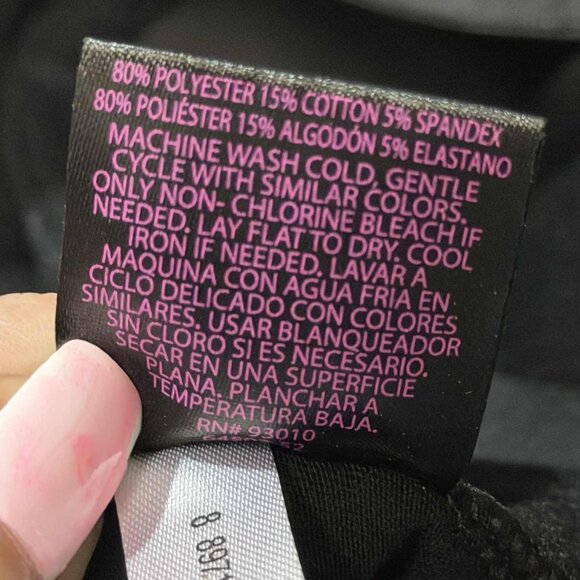 80% POLYESTER 15% COTTON 5% SPANDEX
80% POLIÉSTER 15% ALGODÓN 5% ELASTANO
MACHINE WASH COLD, GENTLE
CYCLE WITH SIMILAR COLORS.
ONLY NON- CHLORINE BLEACH IF
NEEDED. LAY FLAT TO DRY. COOL
IRON IF NEEDED. LAVAR A
MAQUINA CON AGUA FRIA EN
CICLO DELICADO CON COLORES
SIMILARES. USAR BLANQUEADOR
SIN CLORO SI ES NECESARIO.
SECAR EN UNA SUPERFICIE
PLANA. PLANCHAR A
TEMPERATURA BAJA.
RN# 93010
8 897